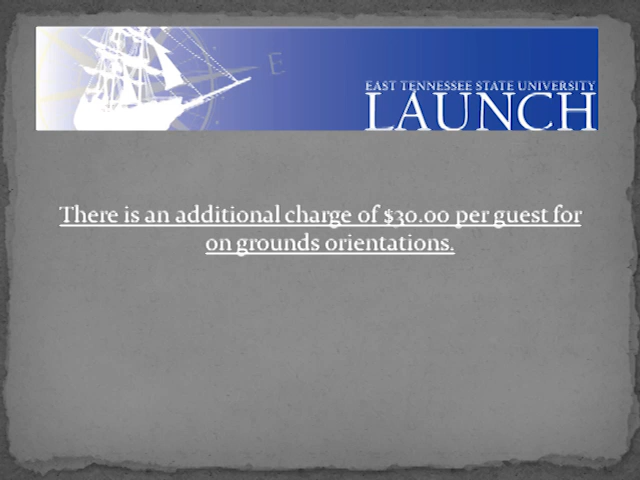 E
EAST TENNESSEE STATE UNIVERSITY
LAUNCH
There is an additional charge of $30.00 per guest for
on grounds orientations.